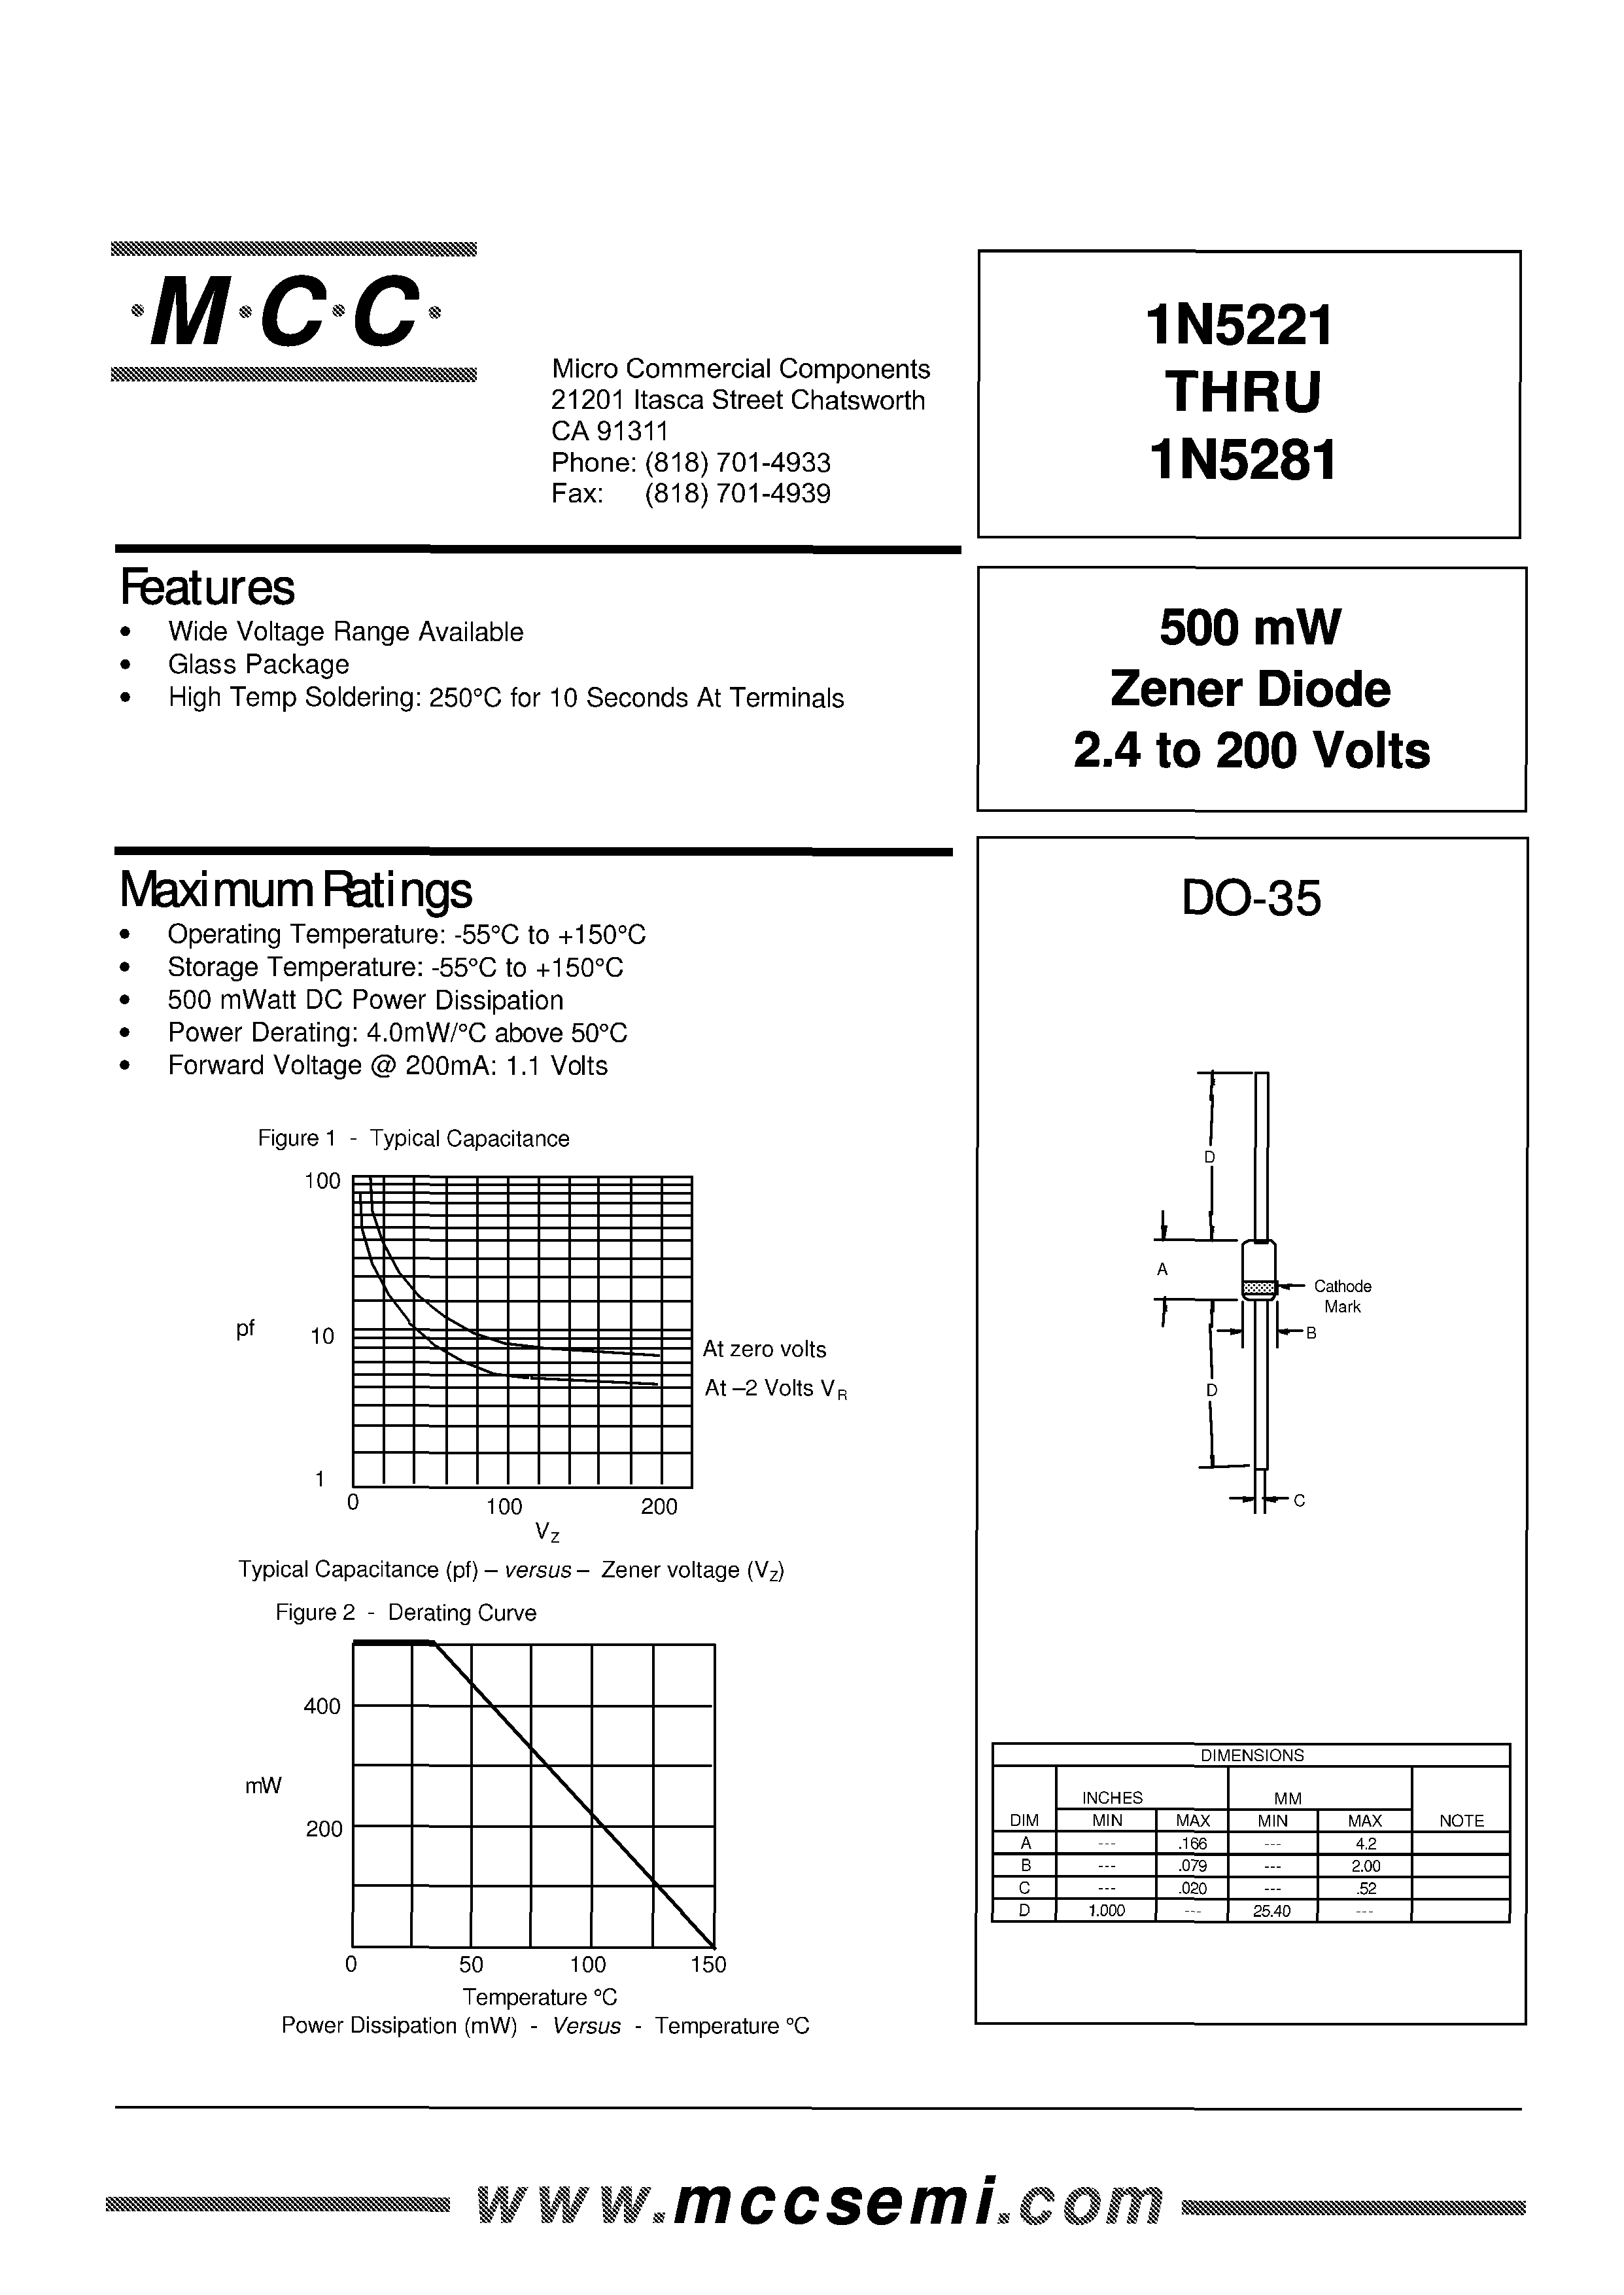 ·M·C·C·
Micro Commercial Components
21201 Itasca Street Chatsworth
CA 91311
Phone: (818) 701-4933
Fax: (818) 701-4939
1N5221
THRU
1N5281
Features
• Wide Voltage Range Available
• Glass Package
• High Temp Soldering: 250°C for 10 Seconds At Terminals
500 mW
Zener Diode
2.4 to 200 Volts
Maximum Ratings
• Operating Temperature: -55°C to +150°C
• Storage Temperature: -55°C to +150°C
• 500 mWatt DC Power Dissipation
• Power Derating: 4.0mW/°C above 50°C
• Forward Voltage @ 200mA: 1.1 Volts
Figure 1 - Typical Capacitance
100
pf 10
At zero volts
At –2 Volts VR
1
0 100 200
VZ
Typical Capacitance (pf) – versus – Zener voltage (VZ)
Figure 2 - Derating Curve
400
mW
200
0 50 100 150
Temperature °C
Power Dissipation (mW) - Versus - Temperature °C
DO-35
D
A
Cathode
Mark
B
D
C
DIMENSIONS
INCHES MM
DIM MIN MAX MIN MAX NOTE
A --- .166 --- 4.2
B --- .079 --- 2.00
C --- .020 --- .52
D 1.000 --- 25.40 ---
www.mccsemi.com